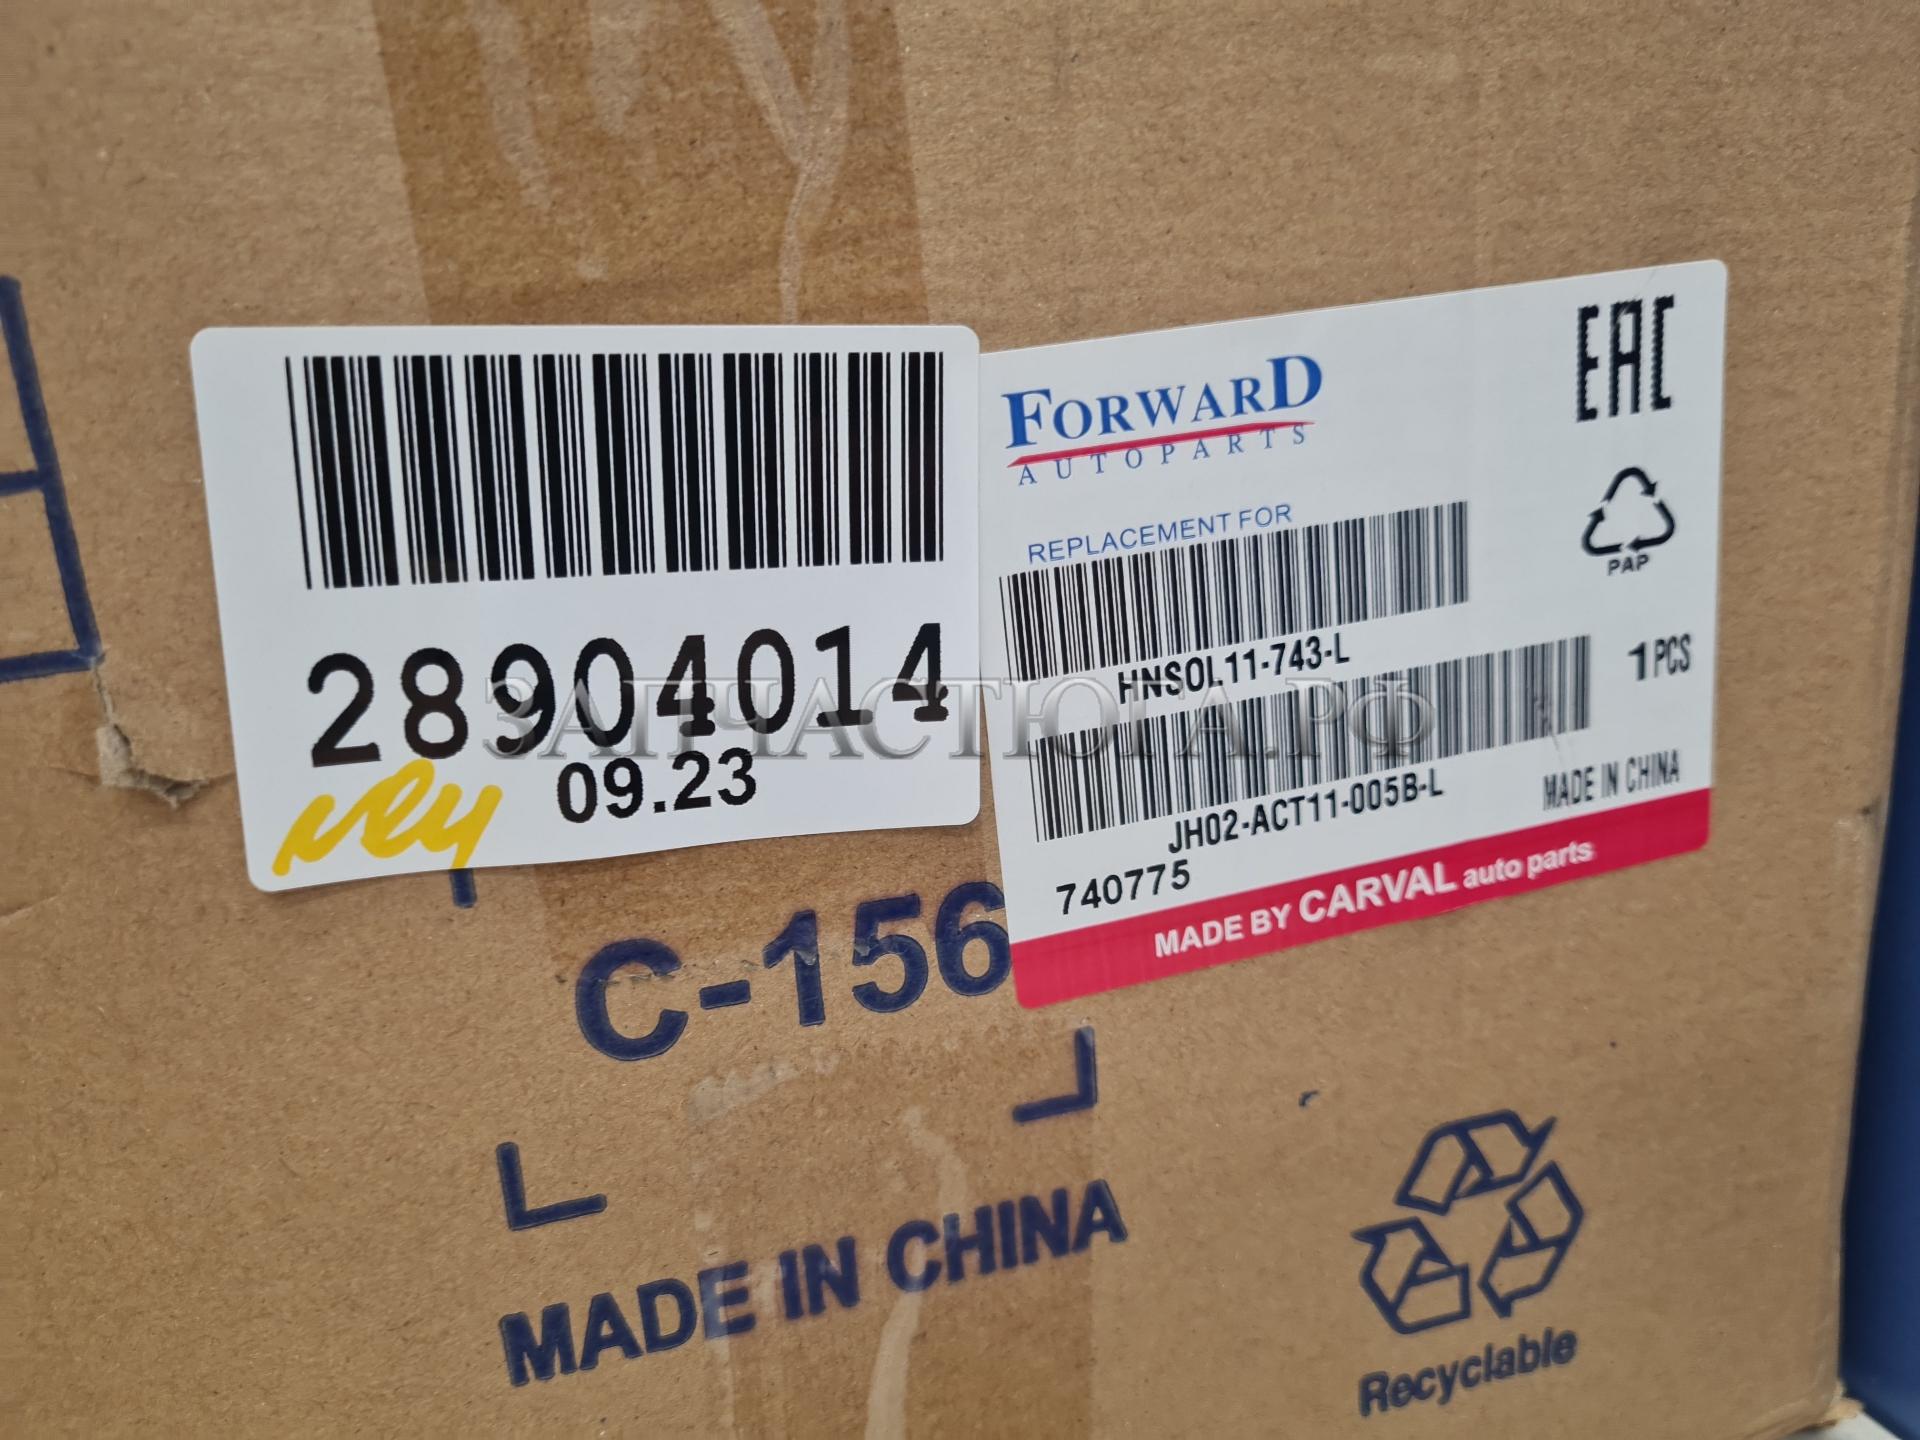 28904014
09.23
FORWARD
AUTOPARTS
EAC
REPLACEMENT FOR
HNSOL11-743-L
PAP
1 PCS
JH02-ACT11-005B-L
MADE IN CHINA
740775
MADE BY CARVAL auto parts
ЗАПЧАСТЮГА.РФ
C-156
MADE IN CHINA
Recyclable